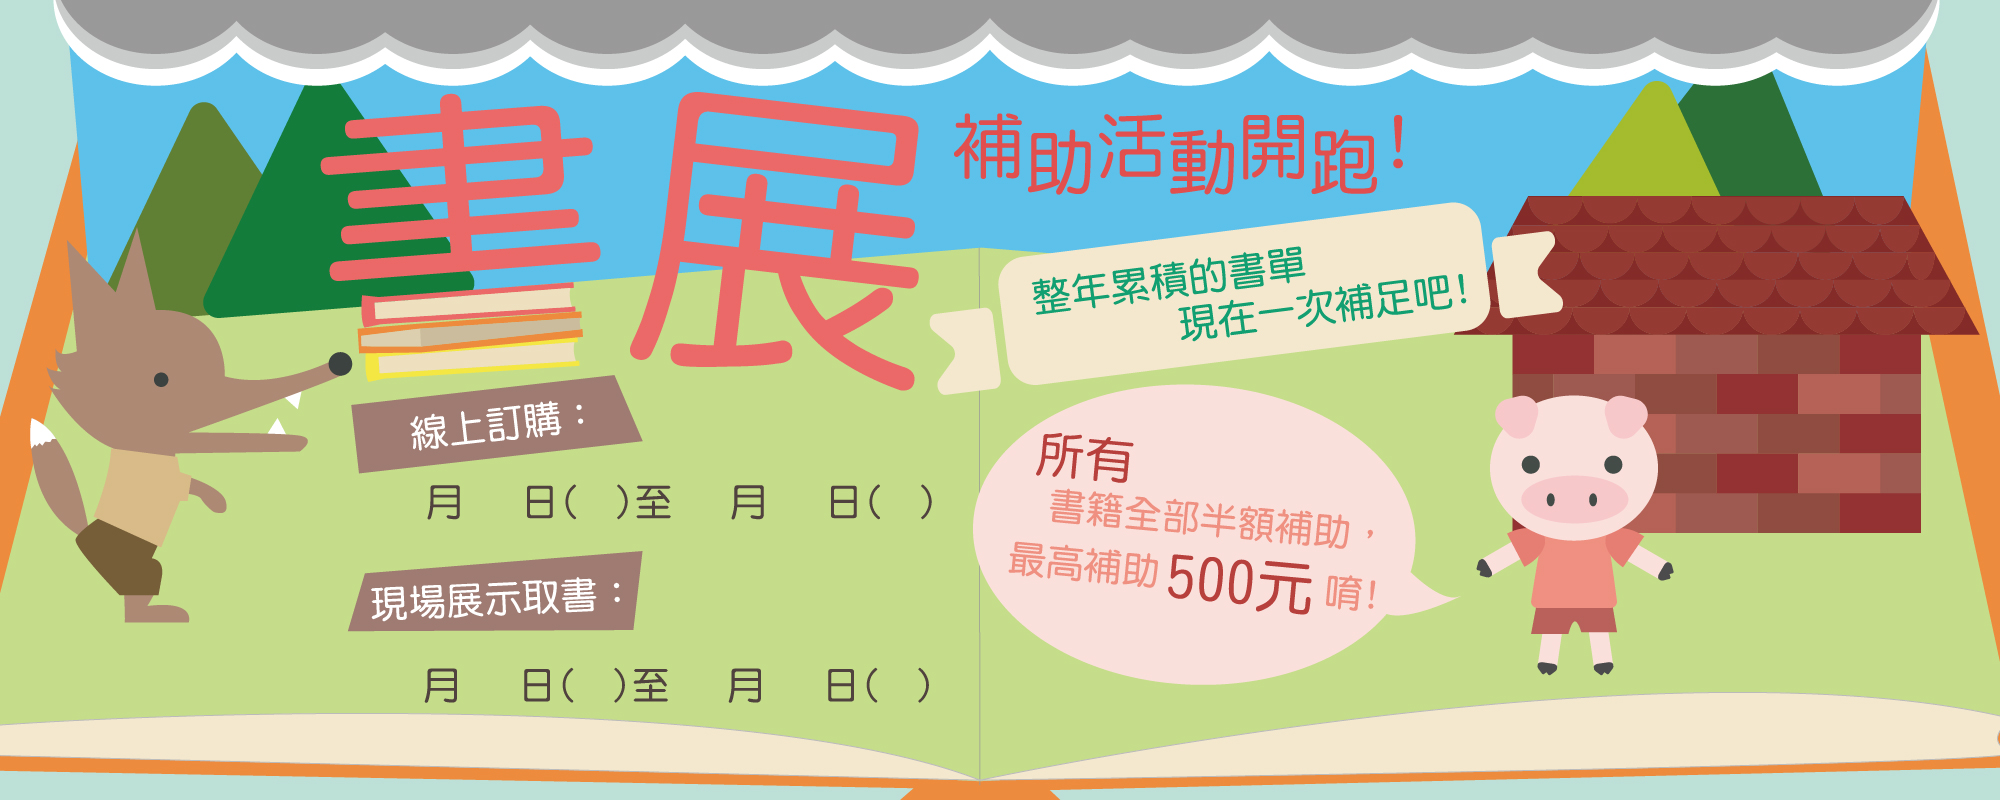 書展
補助活動開跑！
整年累積的書單
現在一次補足吧！
線上訂購：
月 日( )至 月 日( )
現場展示取書：
月 日( )至 月 日( )
所有
書籍全部半額補助，
最高補助500元 唷！